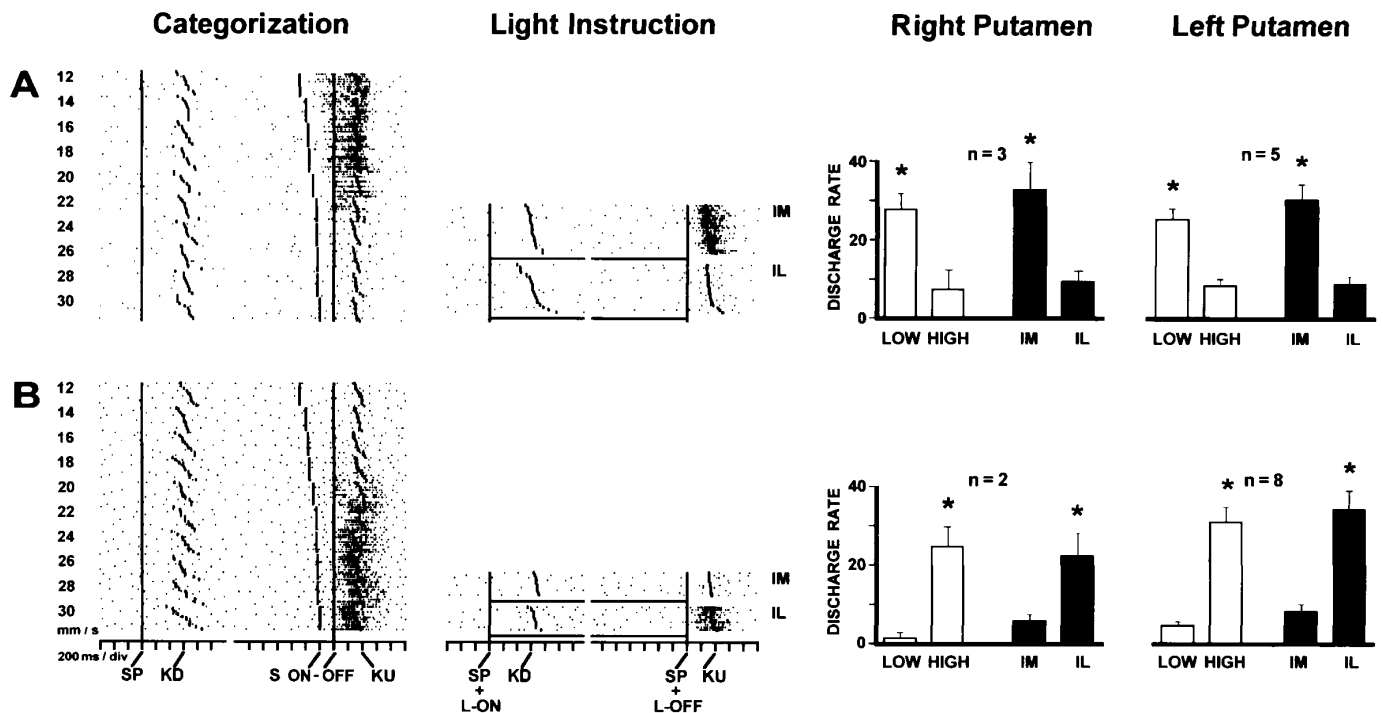 Categorization Light Instruction Right Putamen Left Putamen
A
12
14
16
18
20
22
24
26
28
30
IM
IL
DISCHARGE RATE
40
20
0
n = 3
* *
LOW HIGH IM IL
n = 5
* *
LOW HIGH IM IL
B
12
14
16
18
20
22
24
26
28
30
mm / s
200 ms / div
SP KD S ON - OFF KU
IM
IL
SP + L-ON KD SP + L-OFF KU
DISCHARGE RATE
40
20
0
n = 2
* *
LOW HIGH IM IL
n = 8
* *
LOW HIGH IM IL